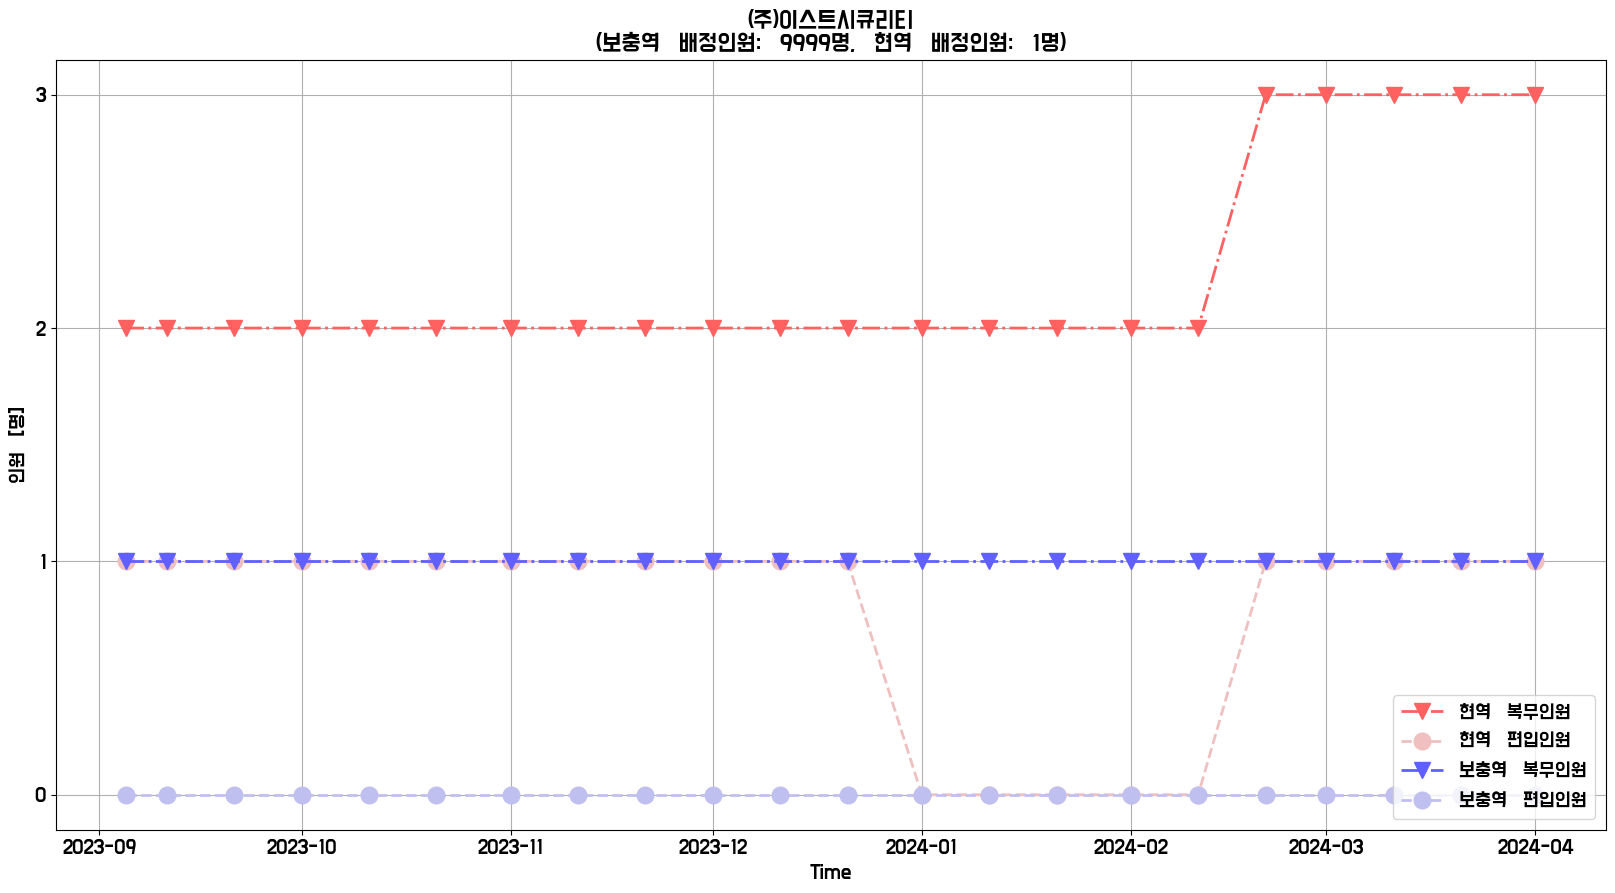 (주)이스트시큐리티
(보충역 배정인원: 9999명, 현역 배정인원: 1명)
인원 [명]
3
2
1
0
2023-09 2023-10 2023-11 2023-12 2024-01 2024-02 2024-03 2024-04
Time
현역 복무인원
현역 편입인원
보충역 복무인원
보충역 편입인원